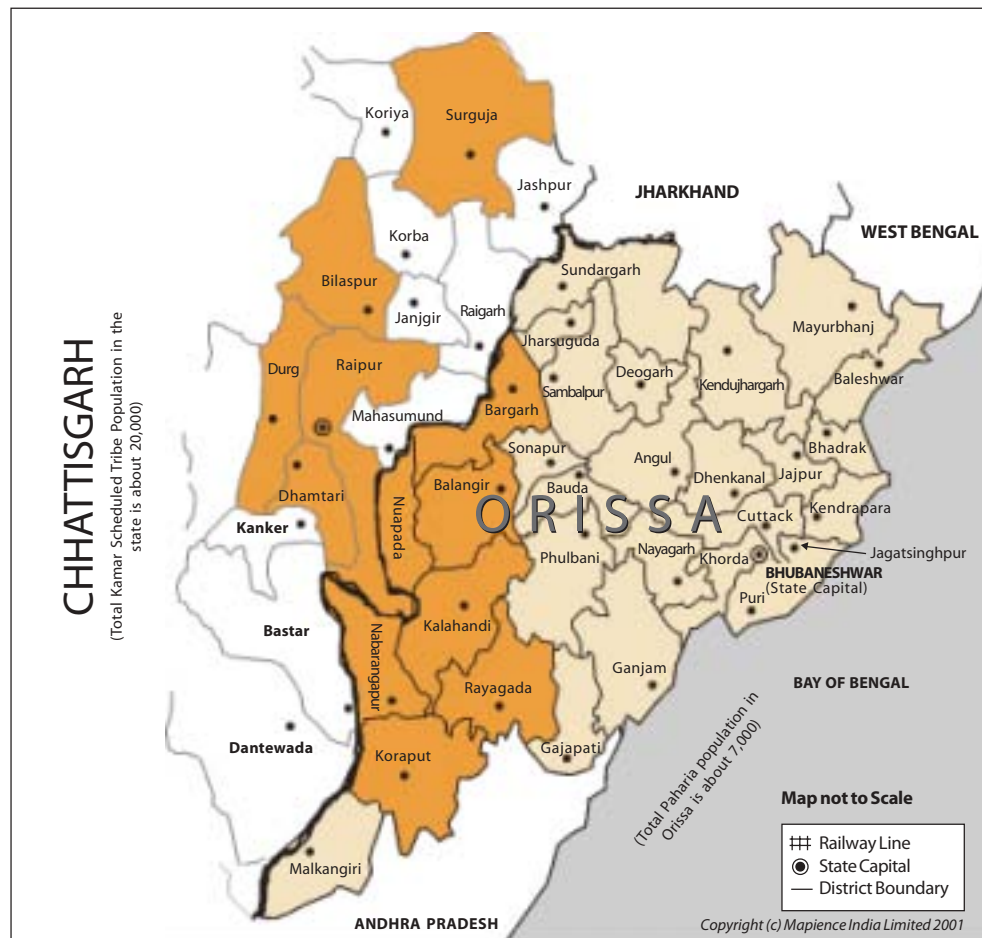 CHHATTISGARH
(Total Kamar Scheduled Tribe Population in the
state is about 20,000)
Koriya
Surguja
Jashpur
JHARKHAND
WEST BENGAL
Korba
Bilaspur
Janjgir
Raigarh
Sundargarh
Mayurbhanj
Jharsuguda
Durg
Raipur
Deogarh
Kendujhargarh
Baleshwar
Sambalpur
Mahasumund
Bargarh
Sonapur
Angul
Bhadrak
Jajpur
Balangir
Dhenkanal
Dhamtari
Nuapada
Bauda
ORISSA
Kendrapara
Cuttack
Kanker
Phulbani
Nayagarh
Khorda
Jagatsinghpur
BHUBANESHWAR
(State Capital)
Puri
Bastar
Nabarangapur
Kalahandi
Rayagada
Ganjam
BAY OF BENGAL
Dantewada
Koraput
Gajapati
(Total Paharia population in
Orissa is about 7,000)
Malkangiri
ANDHRA PRADESH
Map not to Scale
Railway Line
State Capital
District Boundary
Copyright (c) Mapience India Limited 2001